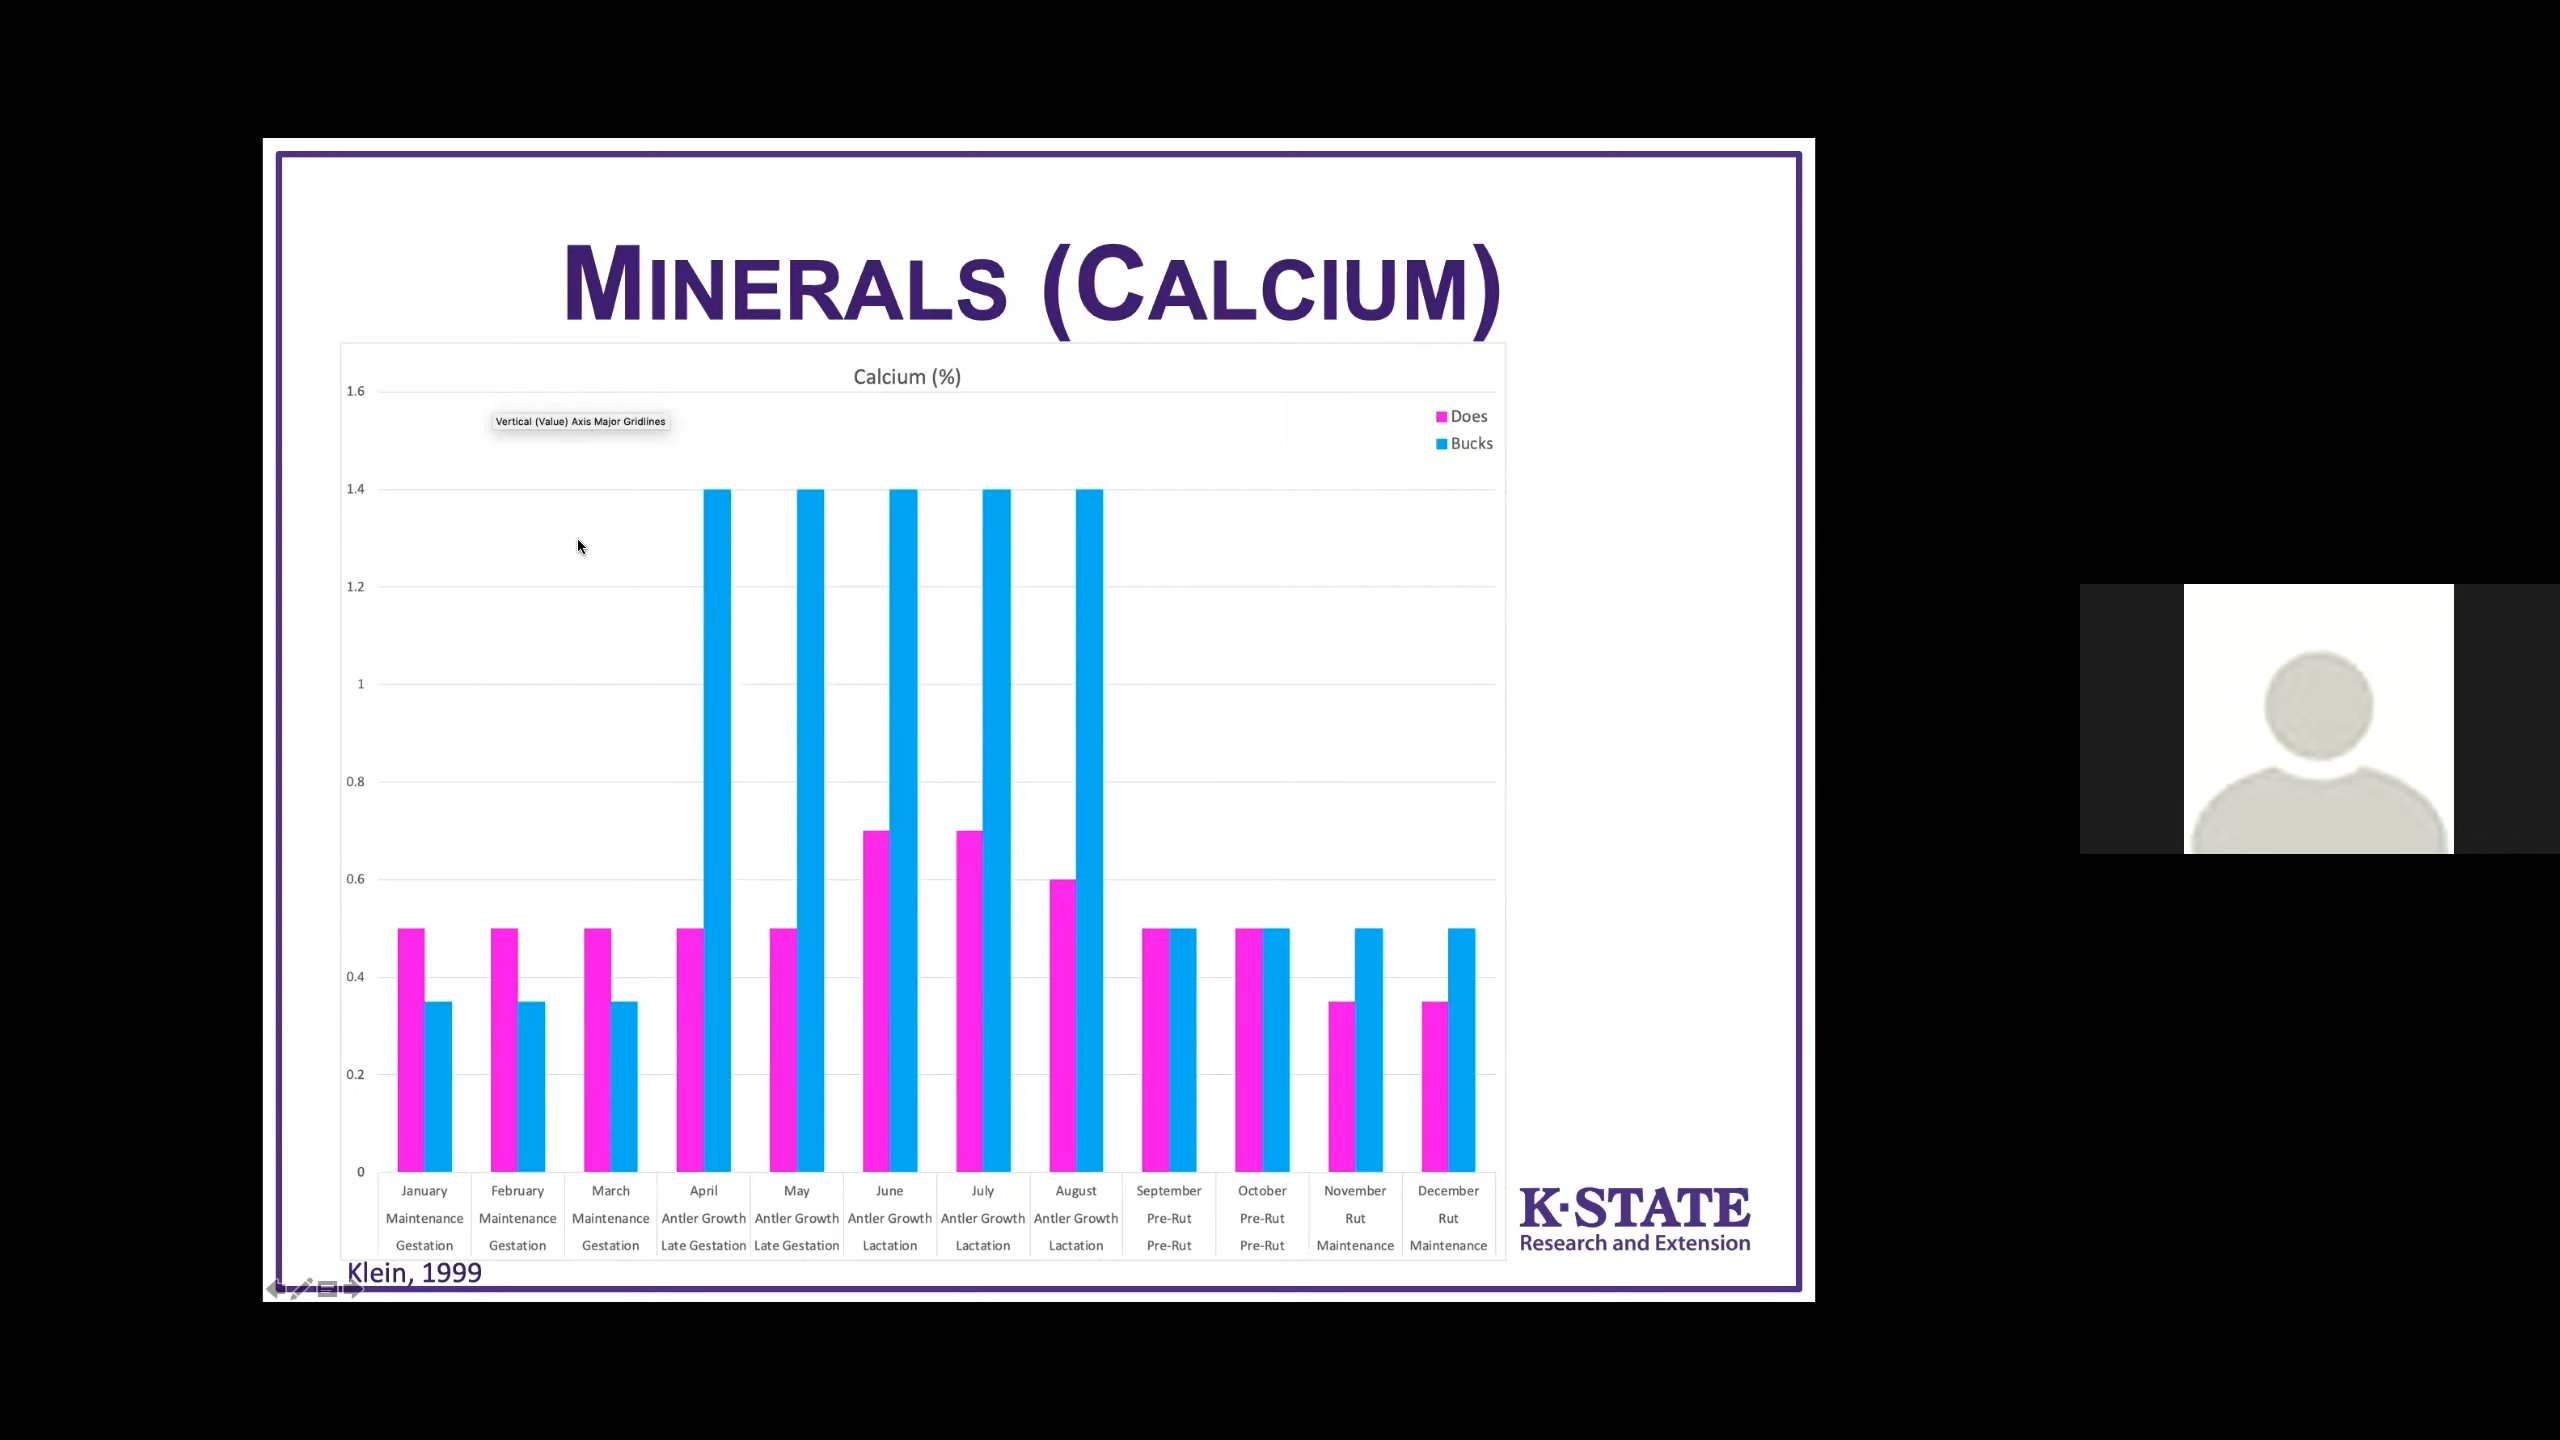 MINERALS (CALCIUM)
Calcium (%)
1.6
Vertical (Value) Axis Major Gridlines
Does
Bucks
1.4
1.2
1
0.8
0.6
0.4
0.2
0
January February March April May June July August September October November December
Maintenance Maintenance Maintenance Antler Growth Antler Growth Antler Growth Antler Growth Antler Growth Pre-Rut Pre-Rut Rut Rut
Gestation Gestation Gestation Late Gestation Late Gestation Lactation Lactation Lactation Pre-Rut Pre-Rut Maintenance Maintenance
K-STATE
Research and Extension
Klein, 1999